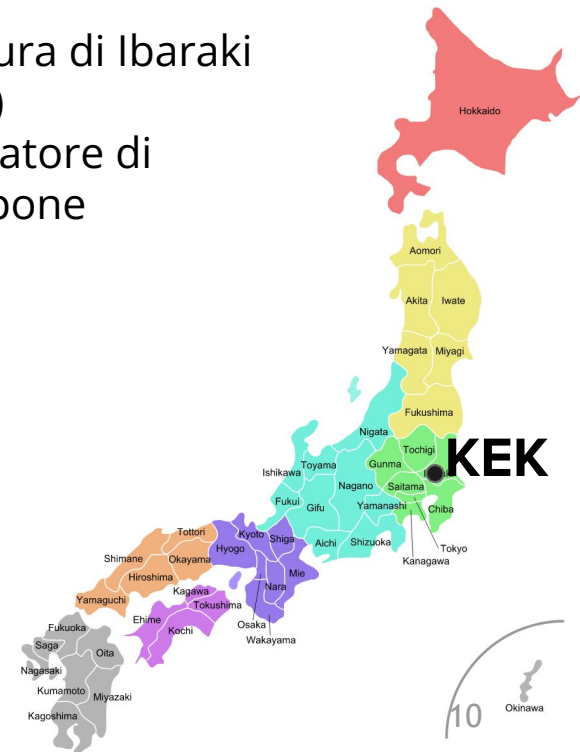 ura di Ibaraki
)
atore di
pone
Hokkaido
Aomori
Akita
Iwate
Yamagata
Miyagi
Fukushima
Nigata
Tochigi
KEK
Gunma
Toyama
Ishikawa
Nagano
Saitama
Fukui
Gifu
Yamanashi
Chiba
Tottori
Kyoto
Shiga
Aichi
Shizuoka
Tokyo
Hyogo
Kanagawa
Shimane
Okayama
Mie
Hiroshima
Nara
Kagawa
Yamaguchi
Tokushima
Ehime
Osaka
Kochi
Wakayama
Fukuoka
Saga
Oita
Nagasaki
Kumamoto
Miyazaki
Kagoshima
Okinawa
10